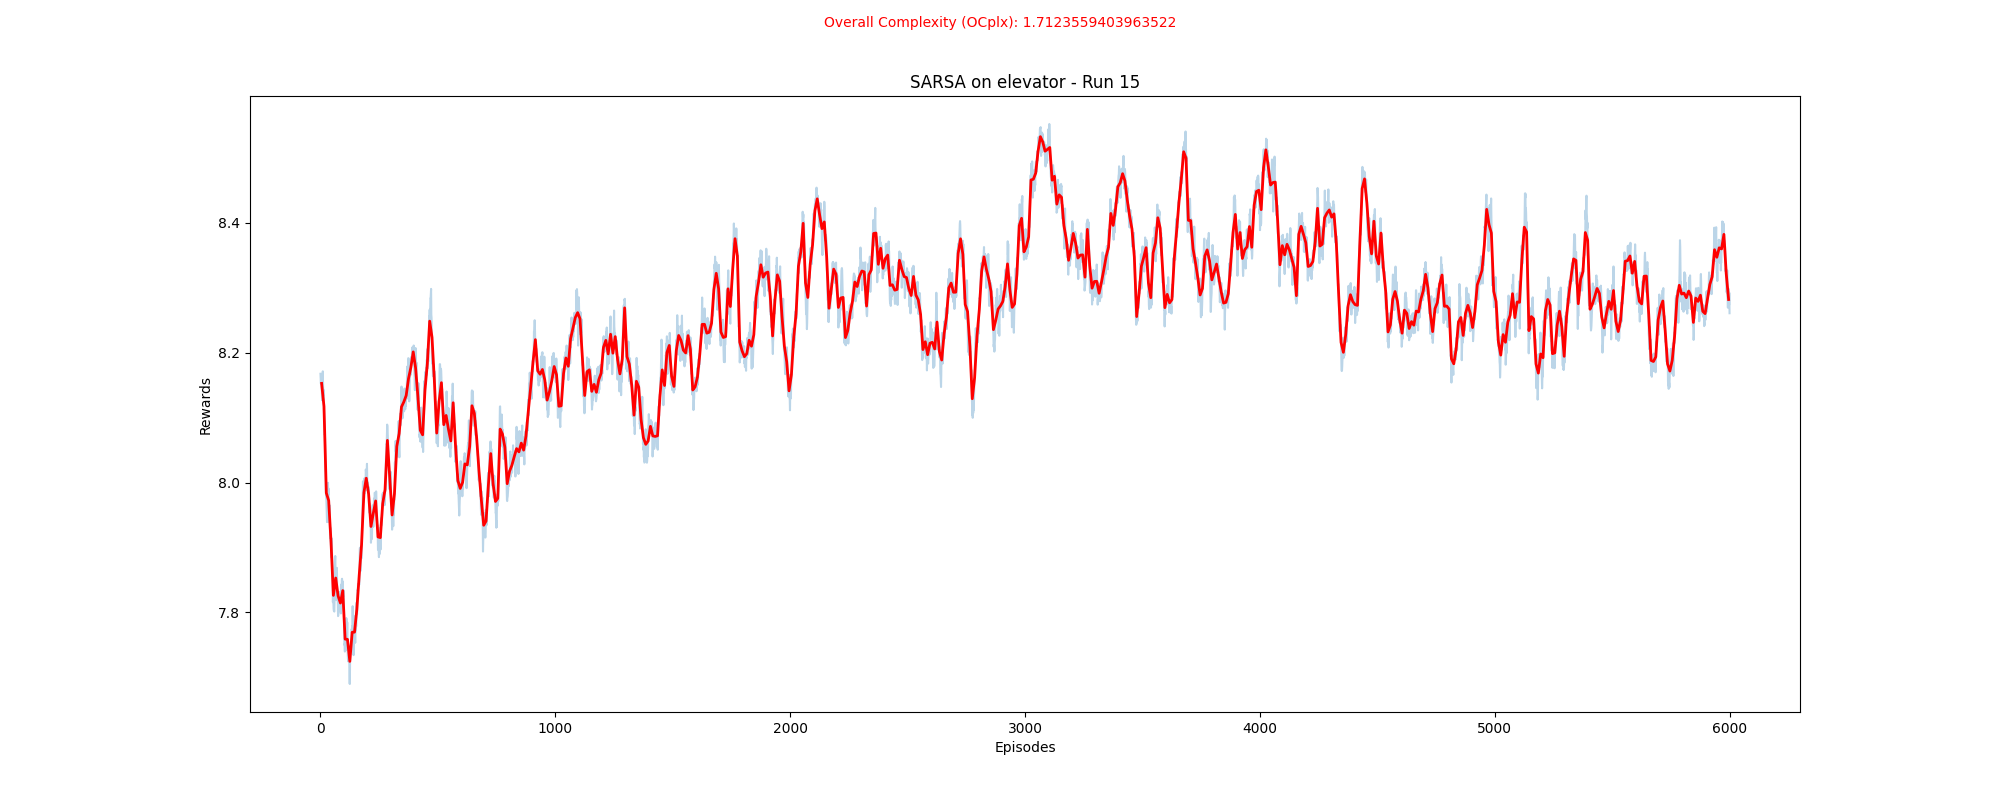 Overall Complexity (OCplx): 1.7123559403963522
SARSA on elevator - Run 15
8.4
8.2
8.0
7.8
Rewards
0 1000 2000 3000 4000 5000 6000
Episodes